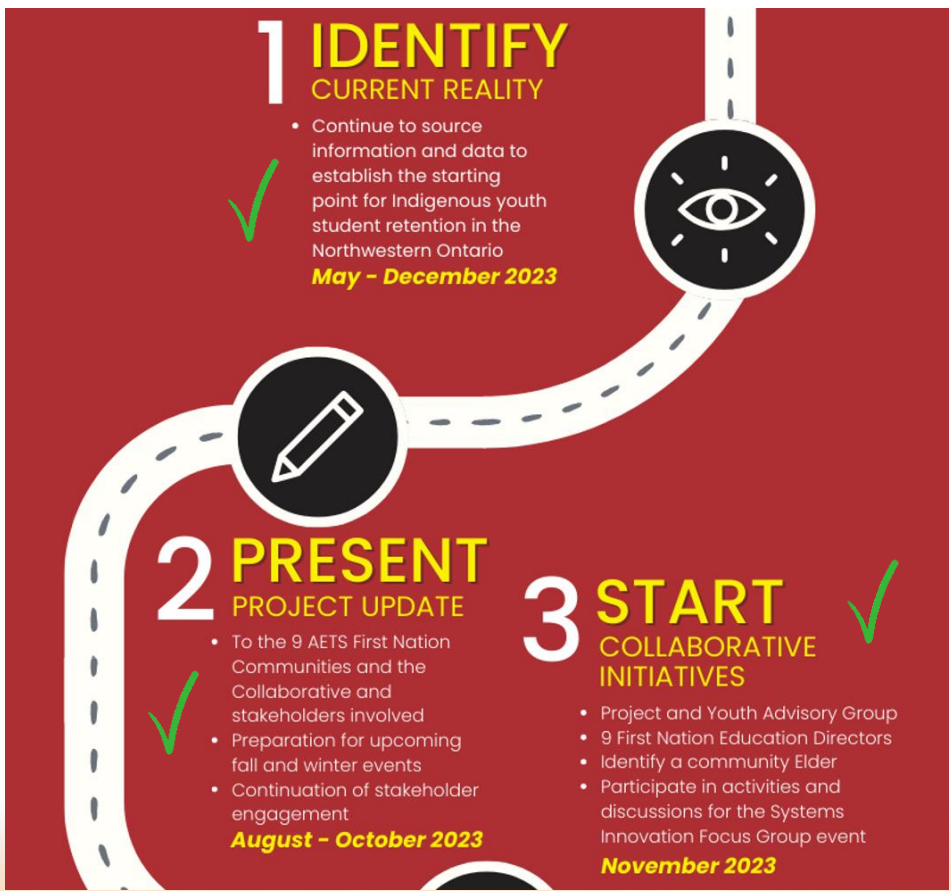 1 IDENTIFY
CURRENT REALITY
• Continue to source
information and data to
establish the starting
point for Indigenous youth
student retention in the
Northwestern Ontario
May - December 2023
2 PRESENT
PROJECT UPDATE
• To the 9 AETS First Nation
Communities and the
Collaborative and
stakeholders involved
• Preparation for upcoming
fall and winter events
• Continuation of stakeholder
engagement
August - October 2023
3 START
COLLABORATIVE
INITIATIVES
• Project and Youth Advisory Group
• 9 First Nation Education Directors
• Identify a community Elder
• Participate in activities and
discussions for the Systems
Innovation Focus Group event
November 2023